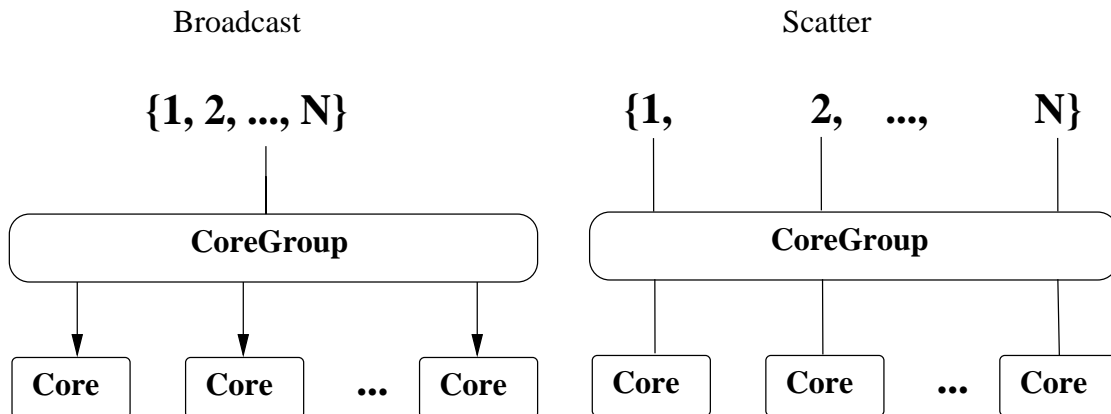 Broadcast Scatter
{1, 2, ..., N} {1, 2, ..., N}
CoreGroup CoreGroup
Core Core ... Core Core Core ... Core